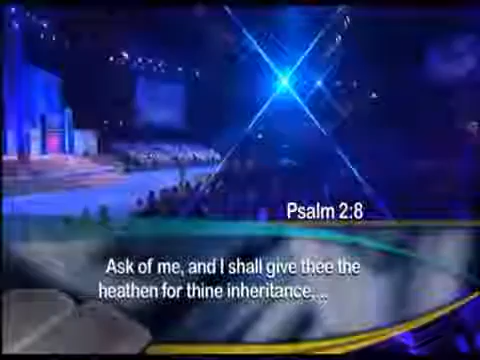 Psalm 2:8
Ask of me, and I shall give thee the
heathen for thine inheritance....